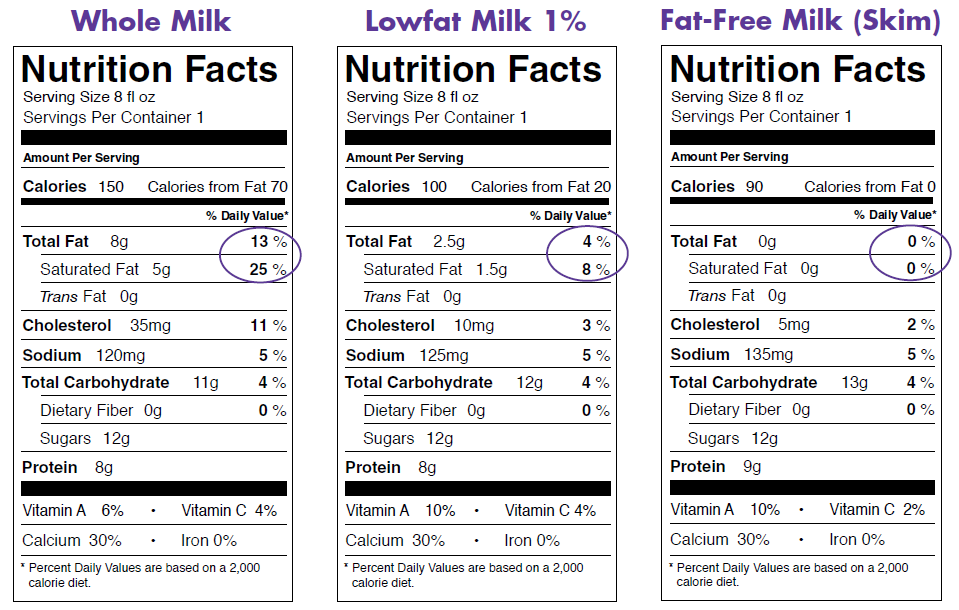 Whole Milk
Nutrition Facts
Serving Size 8 fl oz
Servings Per Container 1
Amount Per Serving
Calories 150 Calories from Fat 70
% Daily Value*
Total Fat 8g 13 %
Saturated Fat 5g 25 %
Trans Fat 0g
Cholesterol 35mg 11 %
Sodium 120mg 5 %
Total Carbohydrate 11g 4 %
Dietary Fiber 0g 0 %
Sugars 12g
Protein 8g
Vitamin A 6% • Vitamin C 4%
Calcium 30% • Iron 0%
* Percent Daily Values are based on a 2,000
calorie diet.
Lowfat Milk 1%
Nutrition Facts
Serving Size 8 fl oz
Servings Per Container 1
Amount Per Serving
Calories 100 Calories from Fat 20
% Daily Value*
Total Fat 2.5g 4 %
Saturated Fat 1.5g 8 %
Trans Fat 0g
Cholesterol 10mg 3 %
Sodium 125mg 5 %
Total Carbohydrate 12g 4 %
Dietary Fiber 0g 0 %
Sugars 12g
Protein 8g
Vitamin A 10% • Vitamin C 4%
Calcium 30% • Iron 0%
* Percent Daily Values are based on a 2,000
calorie diet.
Fat-Free Milk (Skim)
Nutrition Facts
Serving Size 8 fl oz
Servings Per Container 1
Amount Per Serving
Calories 90 Calories from Fat 0
% Daily Value*
Total Fat 0g 0 %
Saturated Fat 0g 0 %
Trans Fat 0g
Cholesterol 5mg 2 %
Sodium 135mg 5 %
Total Carbohydrate 13g 4 %
Dietary Fiber 0g 0 %
Sugars 12g
Protein 9g
Vitamin A 10% • Vitamin C 2%
Calcium 30% • Iron 0%
* Percent Daily Values are based on a 2,000
calorie diet.